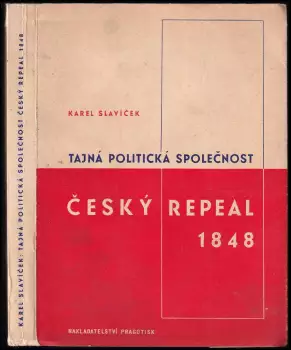 KAREL SLAVÍČEK: TAJNÁ POLITICKÁ SPOLEČNOST ČESKÝ REPEAL 1848
KAREL SLAVÍČEK
TAJNÁ POLITICKÁ SPOLEČNOST
ČESKÝ REPEAL
1848
NAKLADATELSTVÍ PRAGOTISK